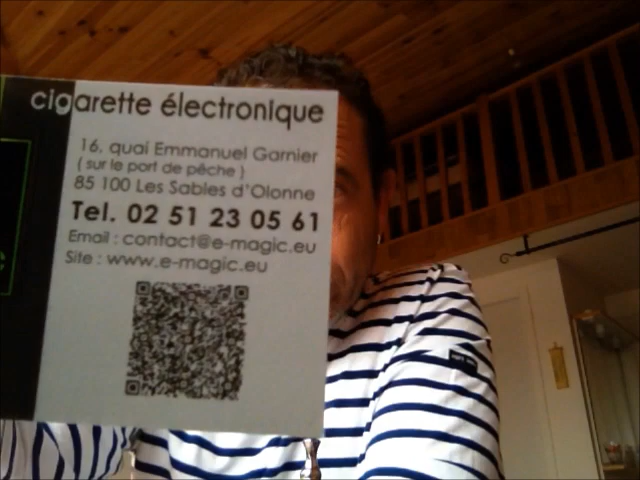 cigarette électronique
16, quai Emmanuel Garnier
( sur le port de pêche )
85 100 Les Sables d'Olonne
Tel. 02 51 23 05 61
Email : contact@e-magic.eu
Site : www.e-magic.eu